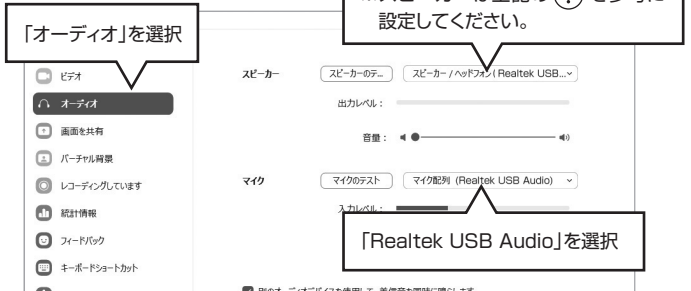 設定してください。
「オーディオ」を選択
ビデオ
スピーカー
スピーカーのテ...
スピーカー / ヘッドフォン ( Realtek USB...
オーディオ
出力レベル：
画面を共有
音量：
バーチャル背景
レコーディングしています
マイク
マイクのテスト
マイク配列 (Realtek USB Audio)
統計情報
入力レベル：
「Realtek USB Audio」を選択
フィードバック
キーボードショートカット